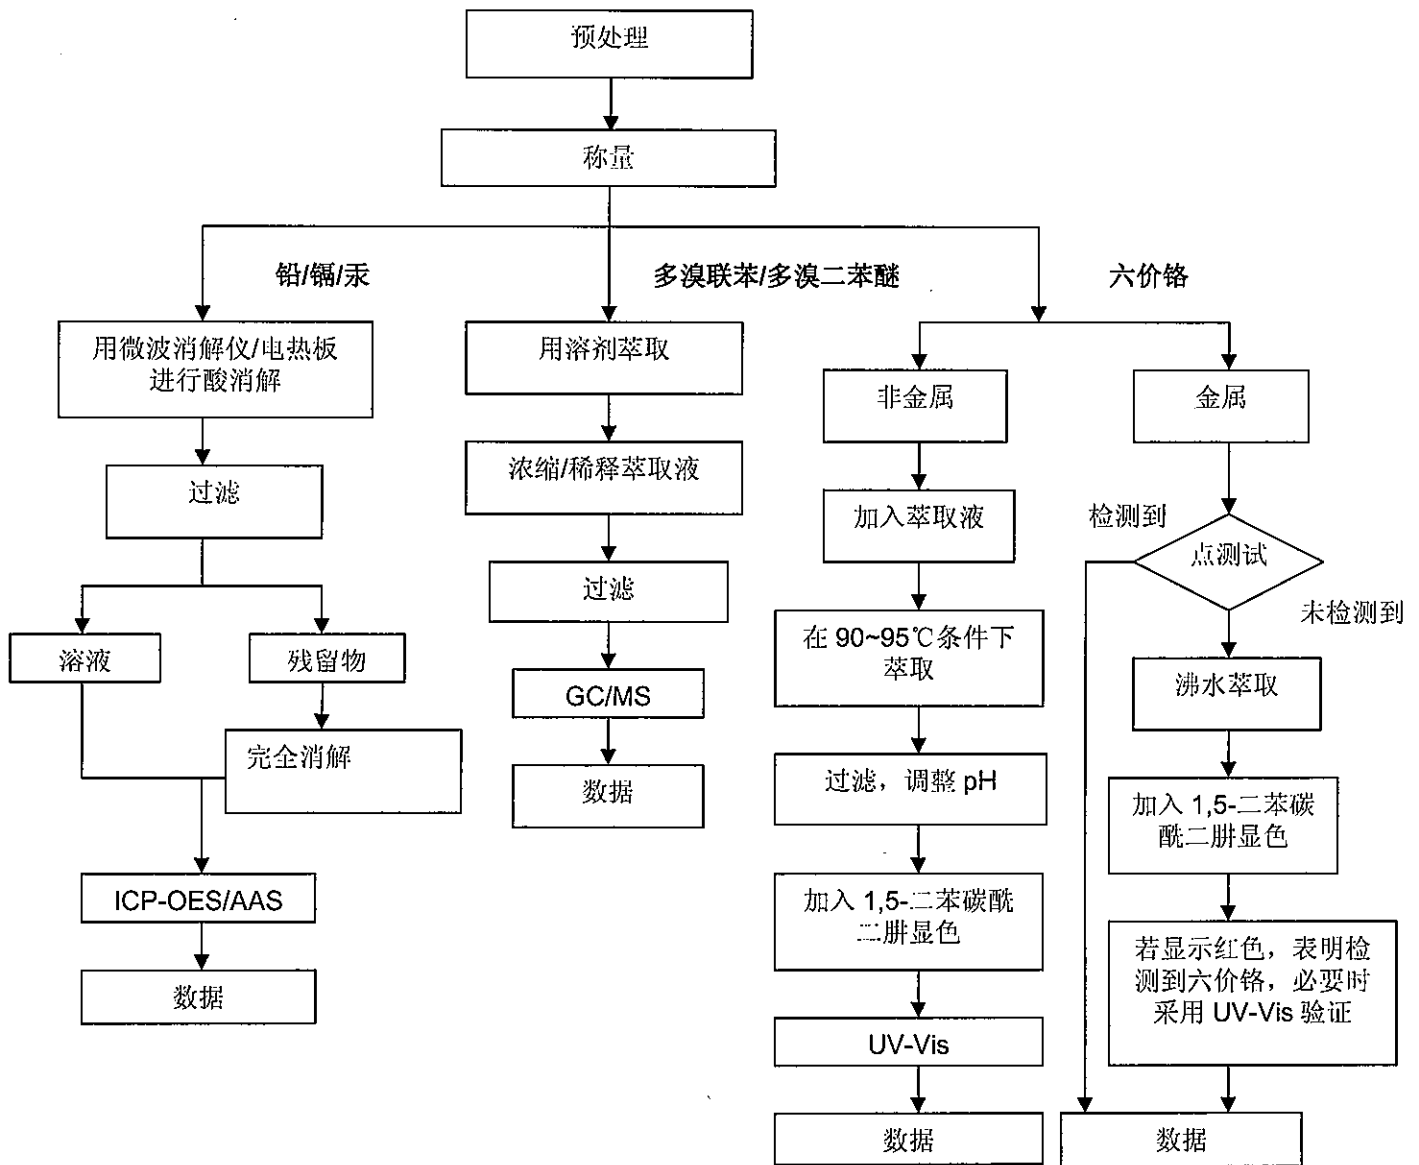 预处理
称量
铅/镉/汞
多溴联苯/多溴二苯醚
六价铬
用微波消解仪/电热板
进行酸消解
过滤
溶液
残留物
完全消解
ICP-OES/AAS
数据
用溶剂萃取
浓缩/稀释萃取液
过滤
GC/MS
数据
非金属
加入萃取液
在 90~95℃条件下
萃取
过滤，调整 pH
加入 1,5-二苯碳酰
二肼显色
UV-Vis
数据
金属
检测到
点测试
未检测到
沸水萃取
加入 1,5-二苯碳
酰二肼显色
若显示红色，表明检
测到六价铬，必要时
采用 UV-Vis 验证
数据